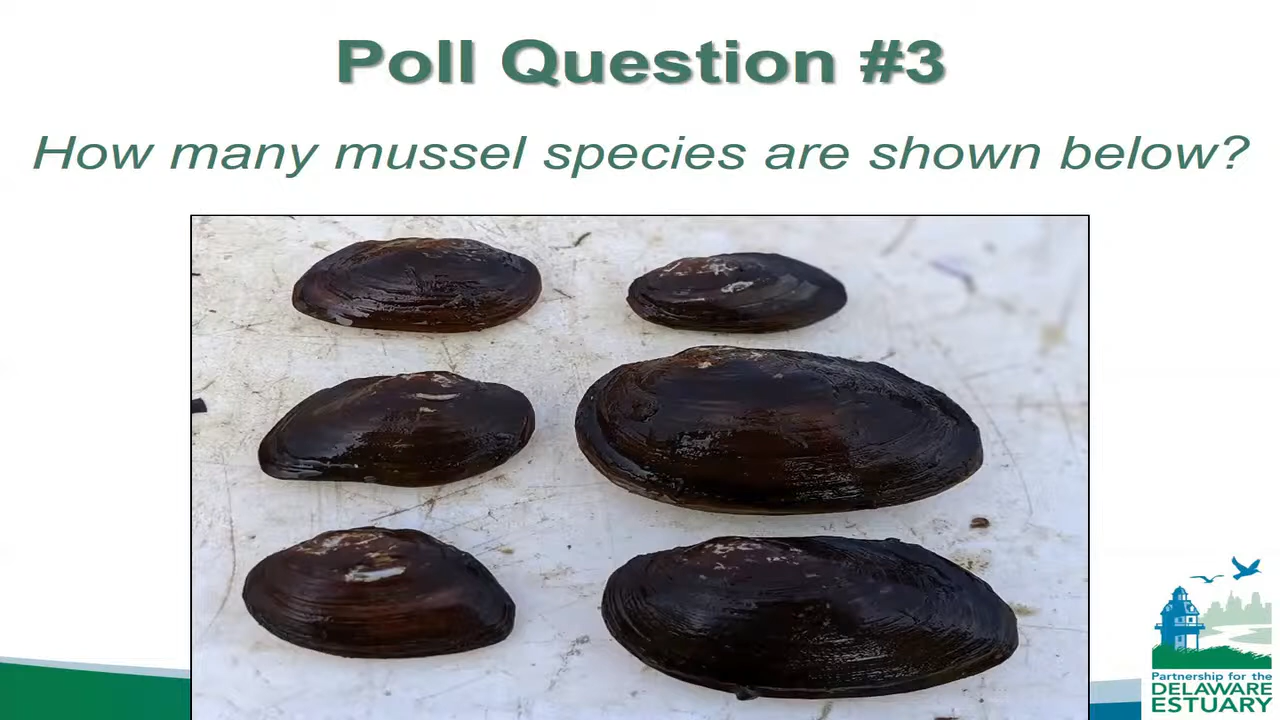 Poll Question #3
How many mussel species are shown below?
Partnership for the
DELAWARE
ESTUARY